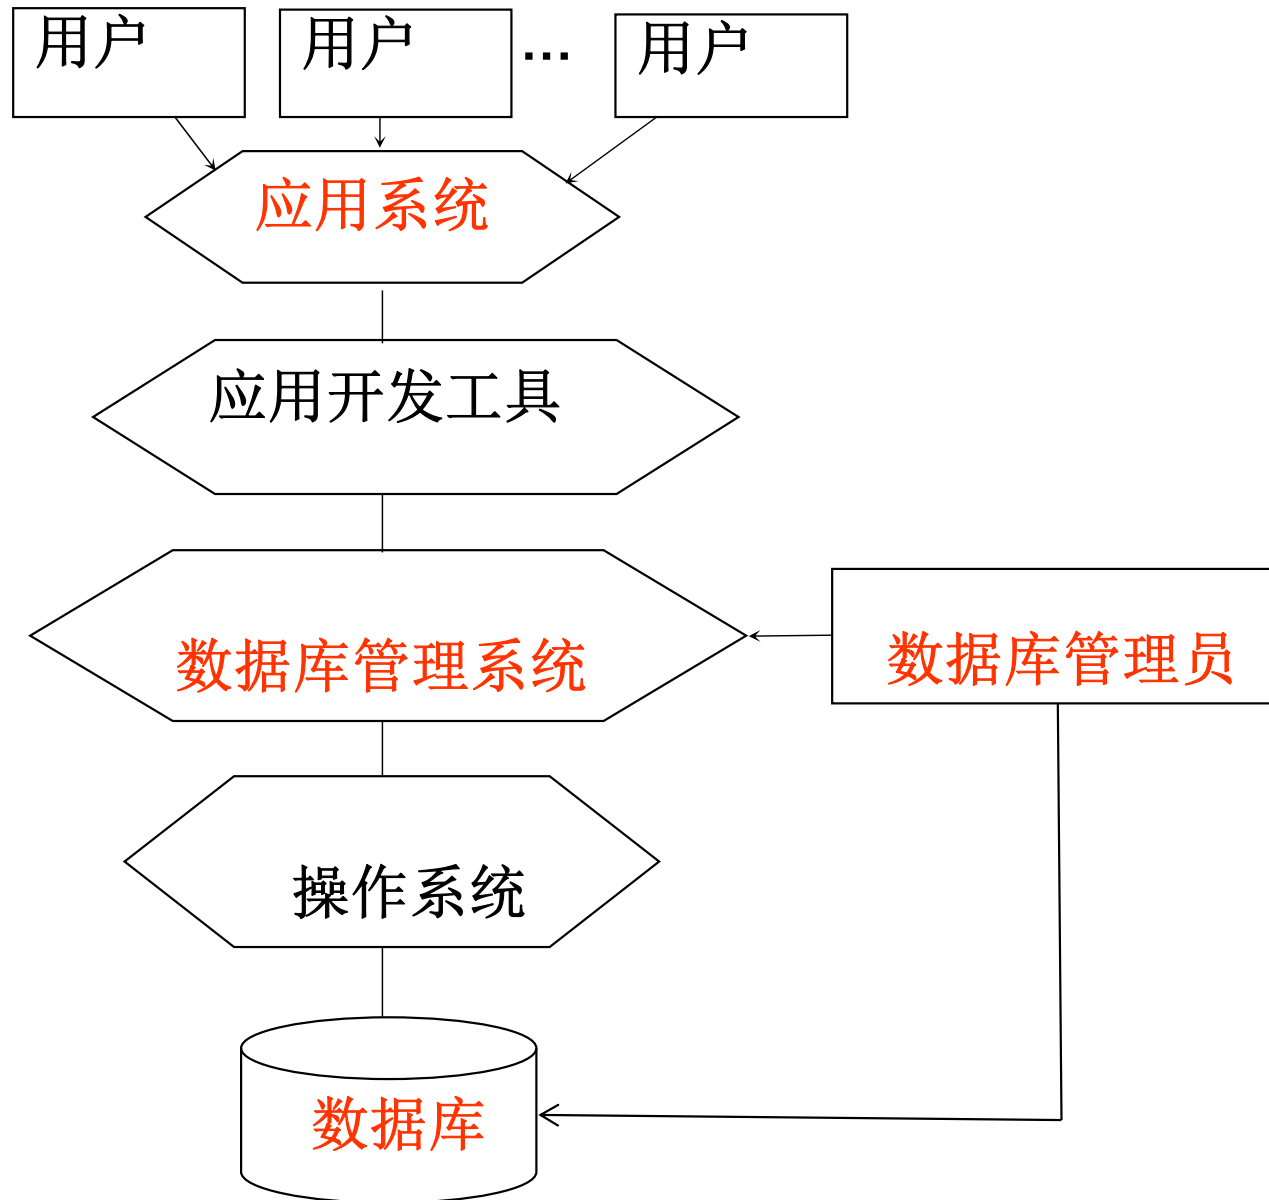 用户 用户 … 用户
应用系统
应用开发工具
数据库管理系统 数据库管理员
操作系统
数据库